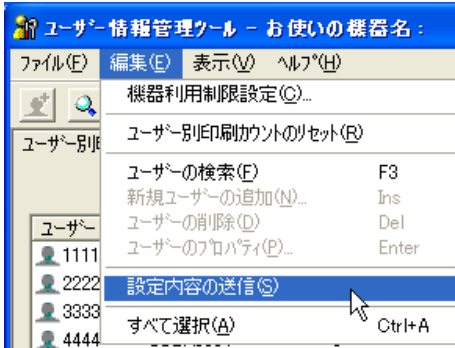 ユーザー情報管理ツール - お使いの機器名：
ファイル(F) 編集(E) 表示(V) ヘルプ(H)
機器利用制限設定(C)...
ユーザー別印刷カウントのリセット(R)
ユーザー別印
ユーザーの検索(F) F3
新規ユーザーの追加(N)... Ins
ユーザーの削除(D) Del
ユーザーのプロパティ(P)... Enter
ユーザー
1111
2222
設定内容の送信(S)
3333
すべて選択(A) Ctrl+A
4444